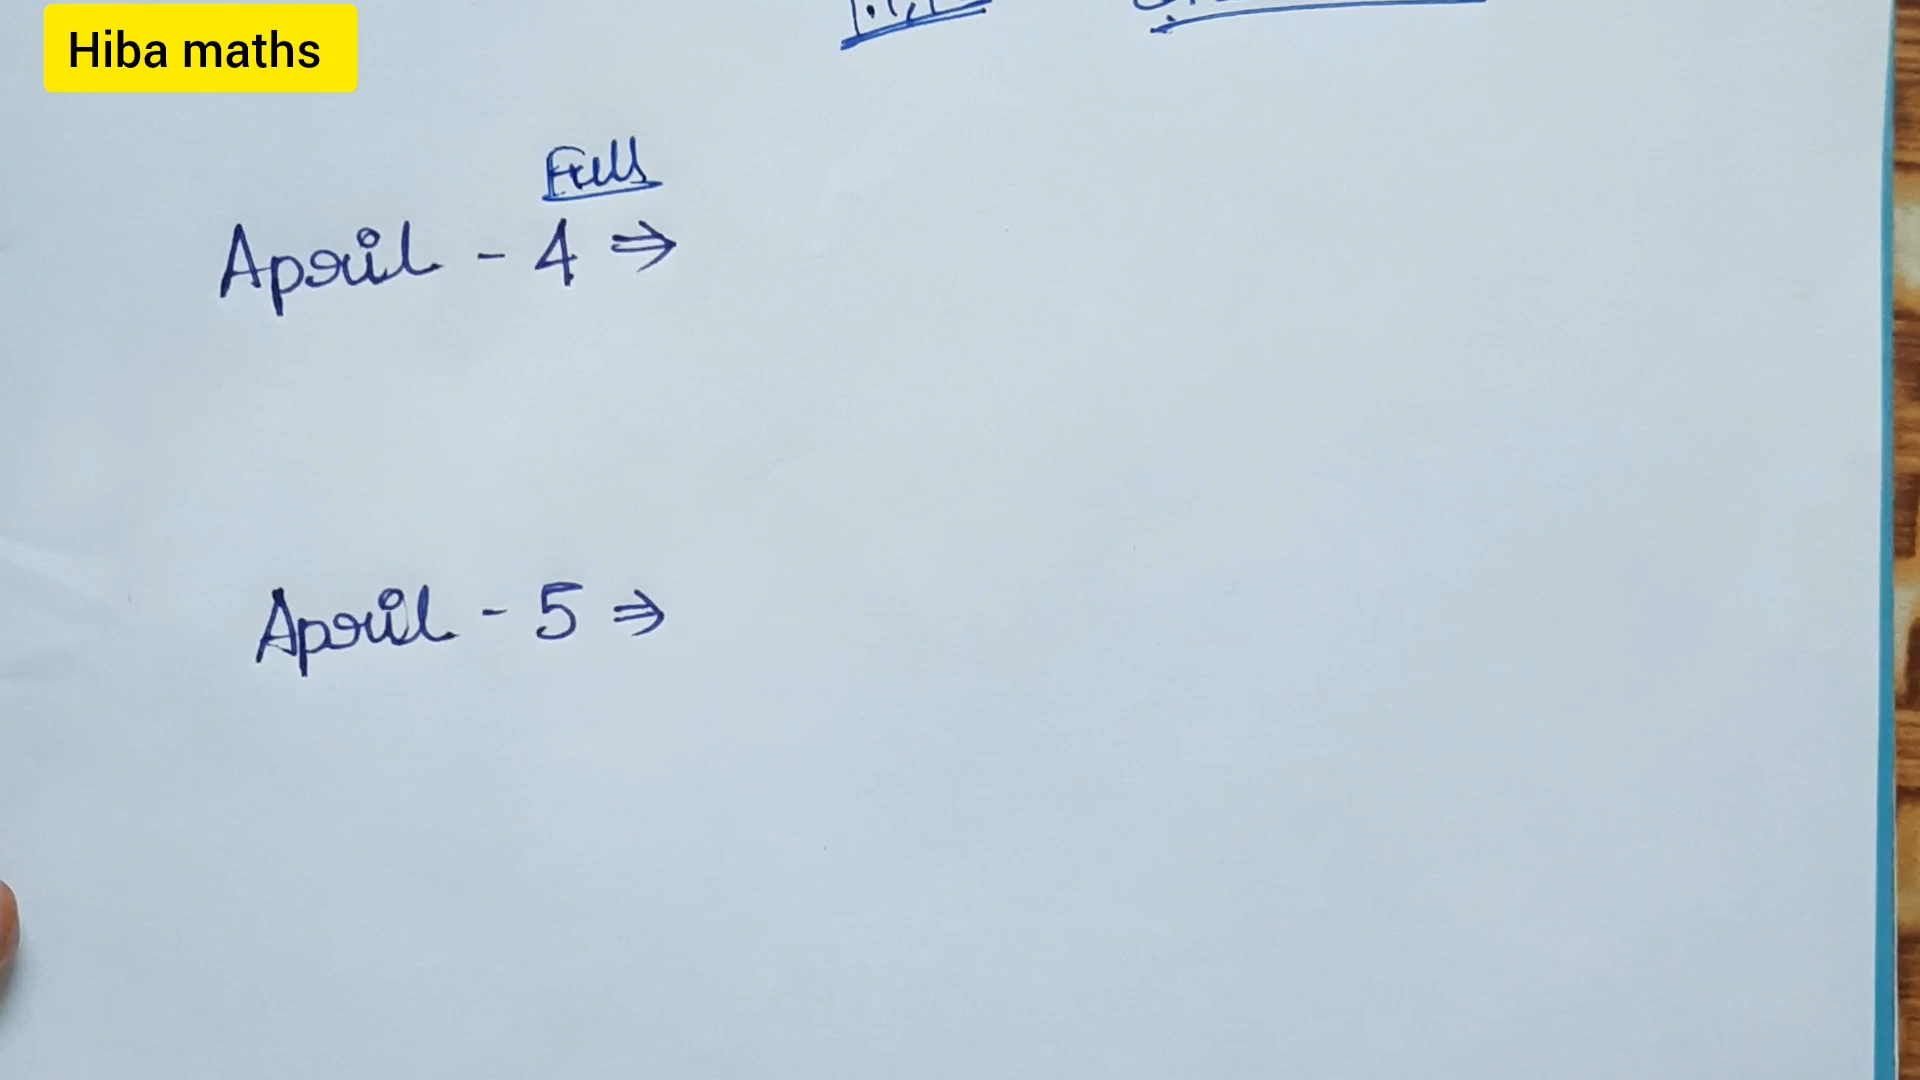 Hiba maths
Full
April - 4 ⇒
April - 5 ⇒